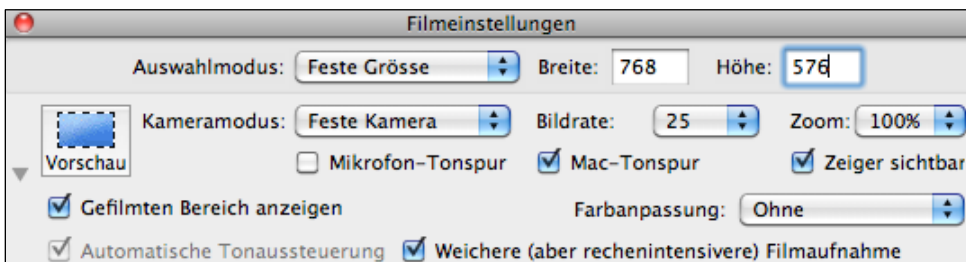 Filmeinstellungen
Auswahlmodus: Feste Grösse Breite: 768 Höhe: 576
Kameramodus: Feste Kamera Bildrate: 25 Zoom: 100%
Vorschau Mikrofon-Tonspur Mac-Tonspur Zeiger sichtbar
Gefilmten Bereich anzeigen Farbanpassung: Ohne
Automatische Tonaussteuerung Weichere (aber rechenintensivere) Filmaufnahme